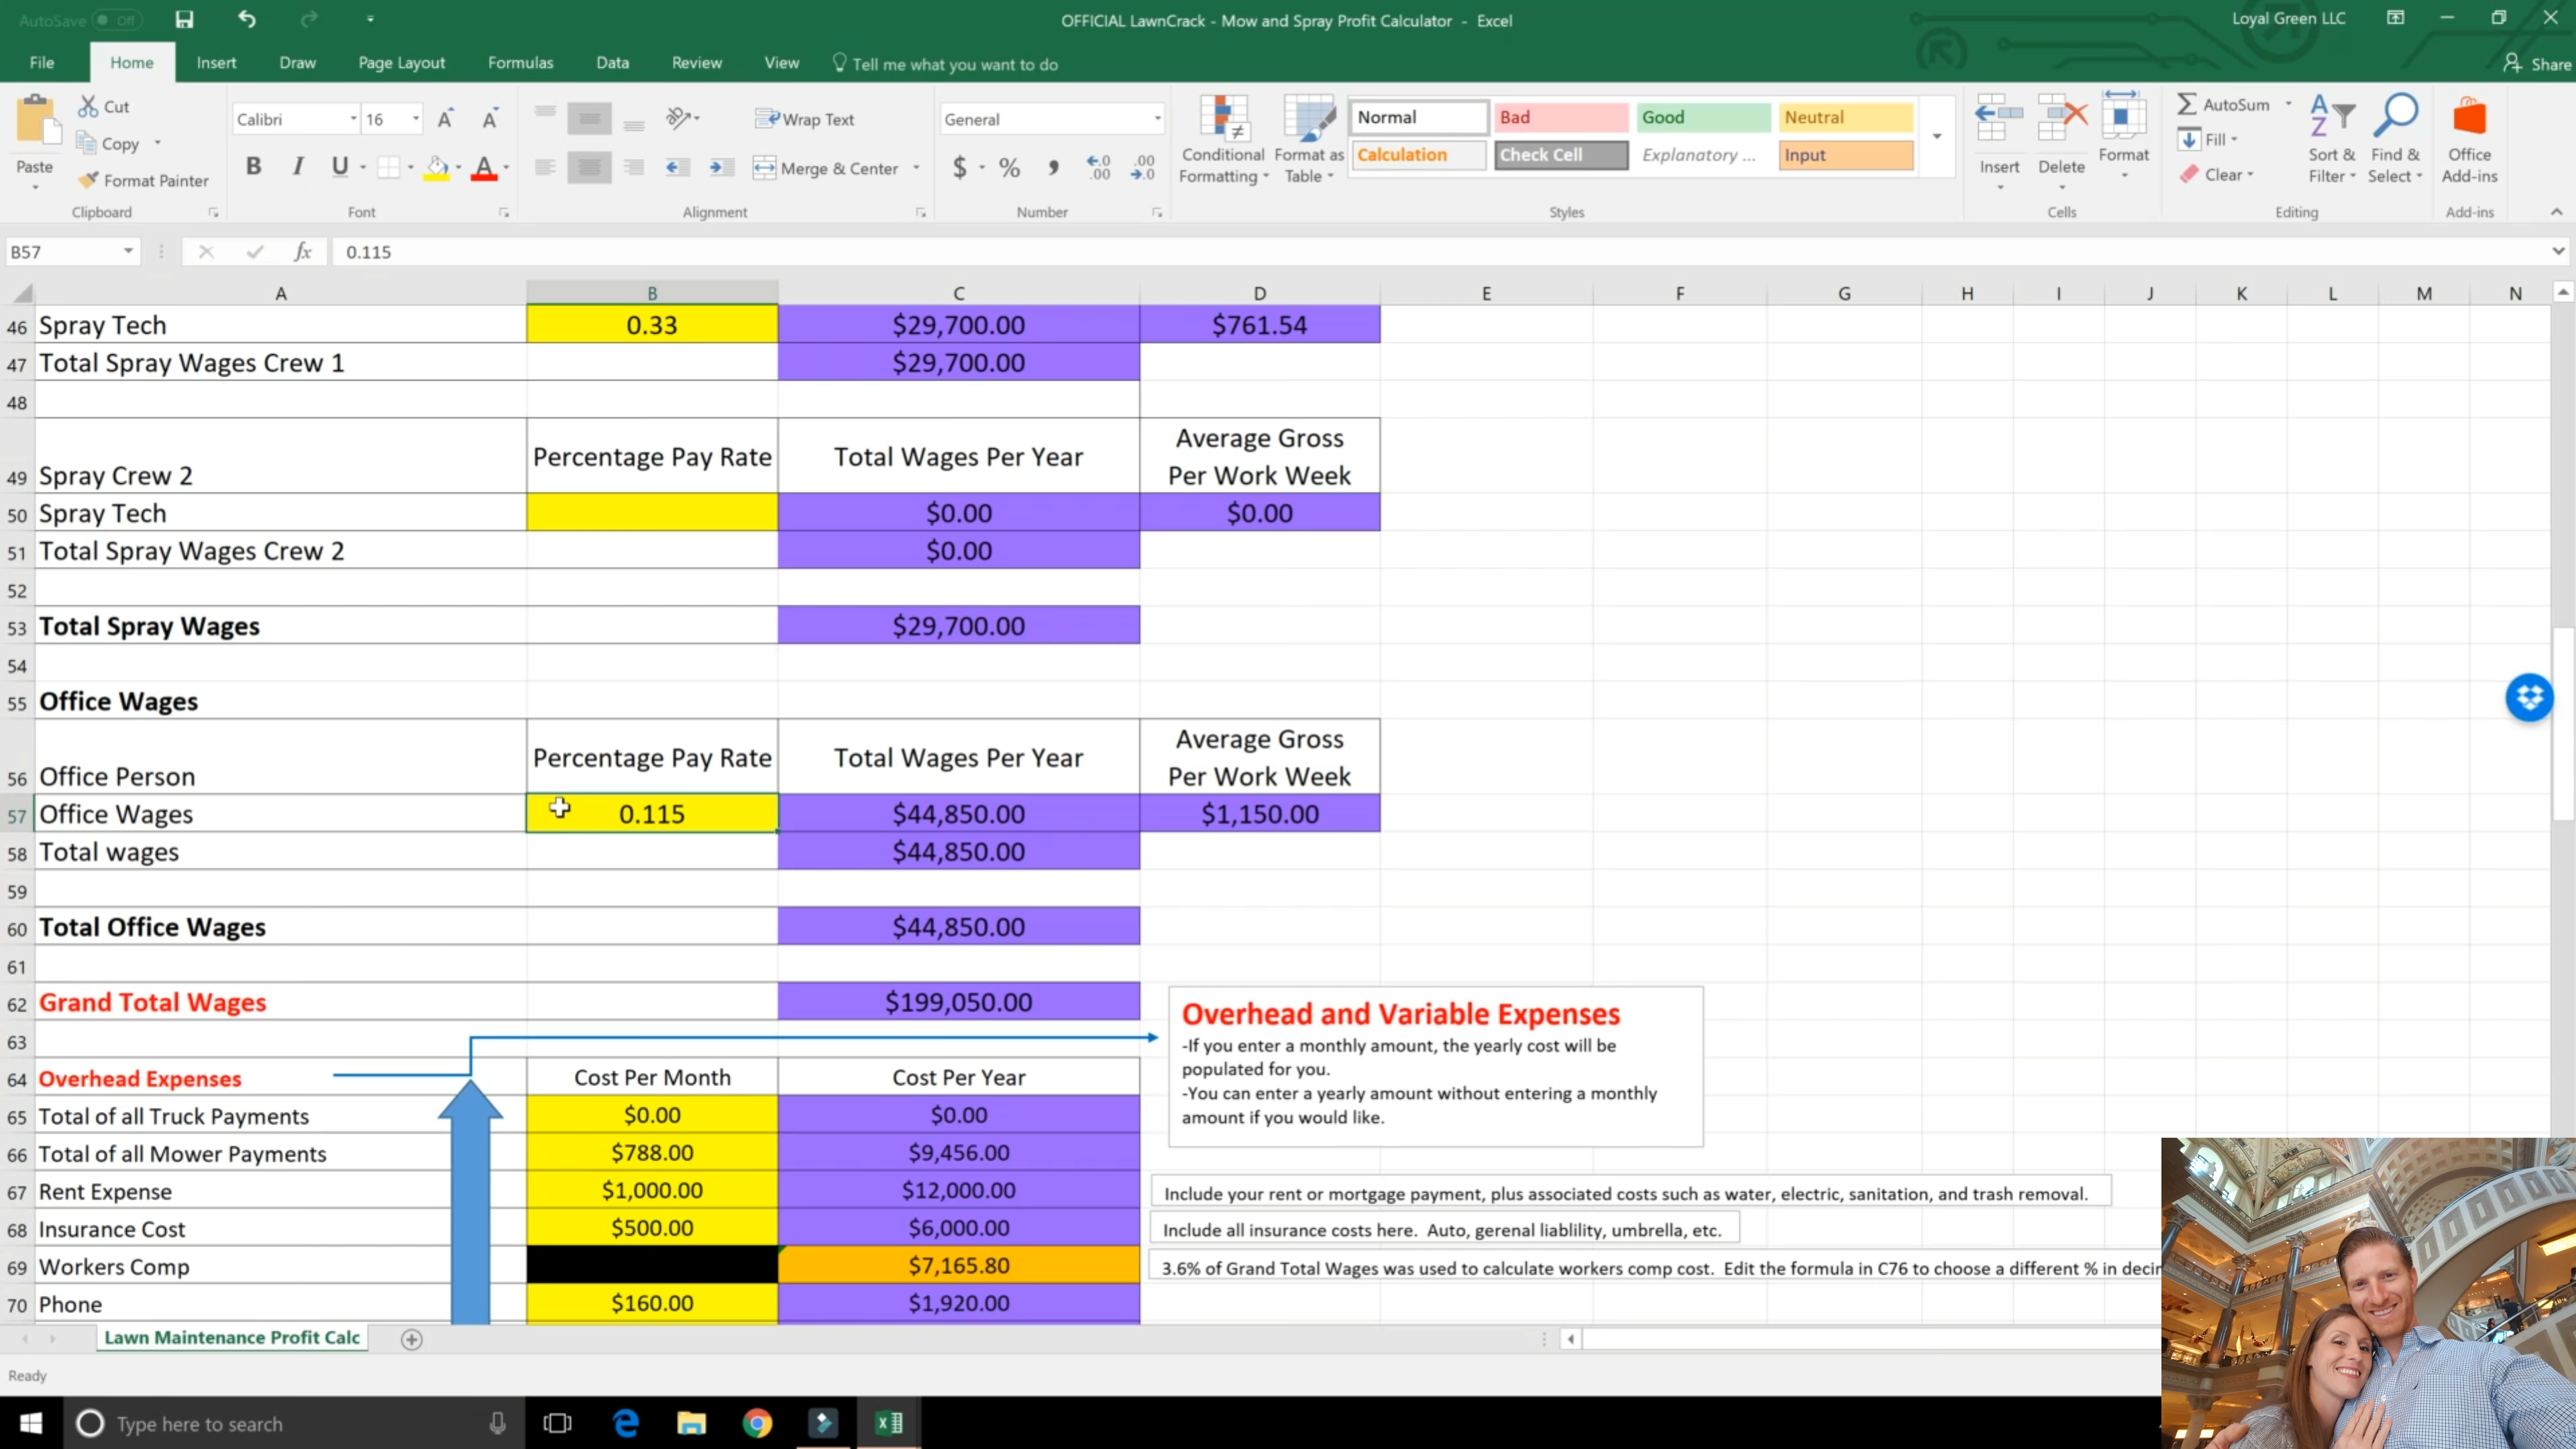 AutoSave Off
OFFICIAL LawnCrack - Mow and Spray Profit Calculator - Excel
Loyal Green LLC
File Home Insert Draw Page Layout Formulas Data Review View Tell me what you want to do Share
Paste
Cut
Copy
Format Painter
Clipboard
Calibri 16
B I U
Font
Wrap Text
Merge & Center
Alignment
General
$ % ,
Number
Conditional Formatting
Format as Table
Normal Bad Good Neutral
Calculation Check Cell Explanatory ... Input
Styles
Insert Delete Format
Cells
AutoSum
Fill
Clear
Sort & Filter
Find & Select
Editing
Office Add-ins
Add-ins
B57 fx 0.115
A B C D E F G H I J K L M N
46 Spray Tech 0.33 $29,700.00 $761.54
47 Total Spray Wages Crew 1 $29,700.00
48
49 Spray Crew 2 Percentage Pay Rate Total Wages Per Year Average Gross Per Work Week
50 Spray Tech $0.00 $0.00
51 Total Spray Wages Crew 2 $0.00
52
53 Total Spray Wages $29,700.00
54
55 Office Wages
56 Office Person Percentage Pay Rate Total Wages Per Year Average Gross Per Work Week
57 Office Wages 0.115 $44,850.00 $1,150.00
58 Total wages $44,850.00
59
60 Total Office Wages $44,850.00
61
62 Grand Total Wages $199,050.00
63
Overhead and Variable Expenses
-If you enter a monthly amount, the yearly cost will be
populated for you.
-You can enter a yearly amount without entering a monthly
amount if you would like.
64 Overhead Expenses Cost Per Month Cost Per Year
65 Total of all Truck Payments $0.00 $0.00
66 Total of all Mower Payments $788.00 $9,456.00
67 Rent Expense $1,000.00 $12,000.00 Include your rent or mortgage payment, plus associated costs such as water, electric, sanitation, and trash removal.
68 Insurance Cost $500.00 $6,000.00 Include all insurance costs here. Auto, gerenal liablility, umbrella, etc.
69 Workers Comp $7,165.80 3.6% of Grand Total Wages was used to calculate workers comp cost. Edit the formula in C76 to choose a different % in decin
70 Phone $160.00 $1,920.00
Lawn Maintenance Profit Calc
Ready
Type here to search